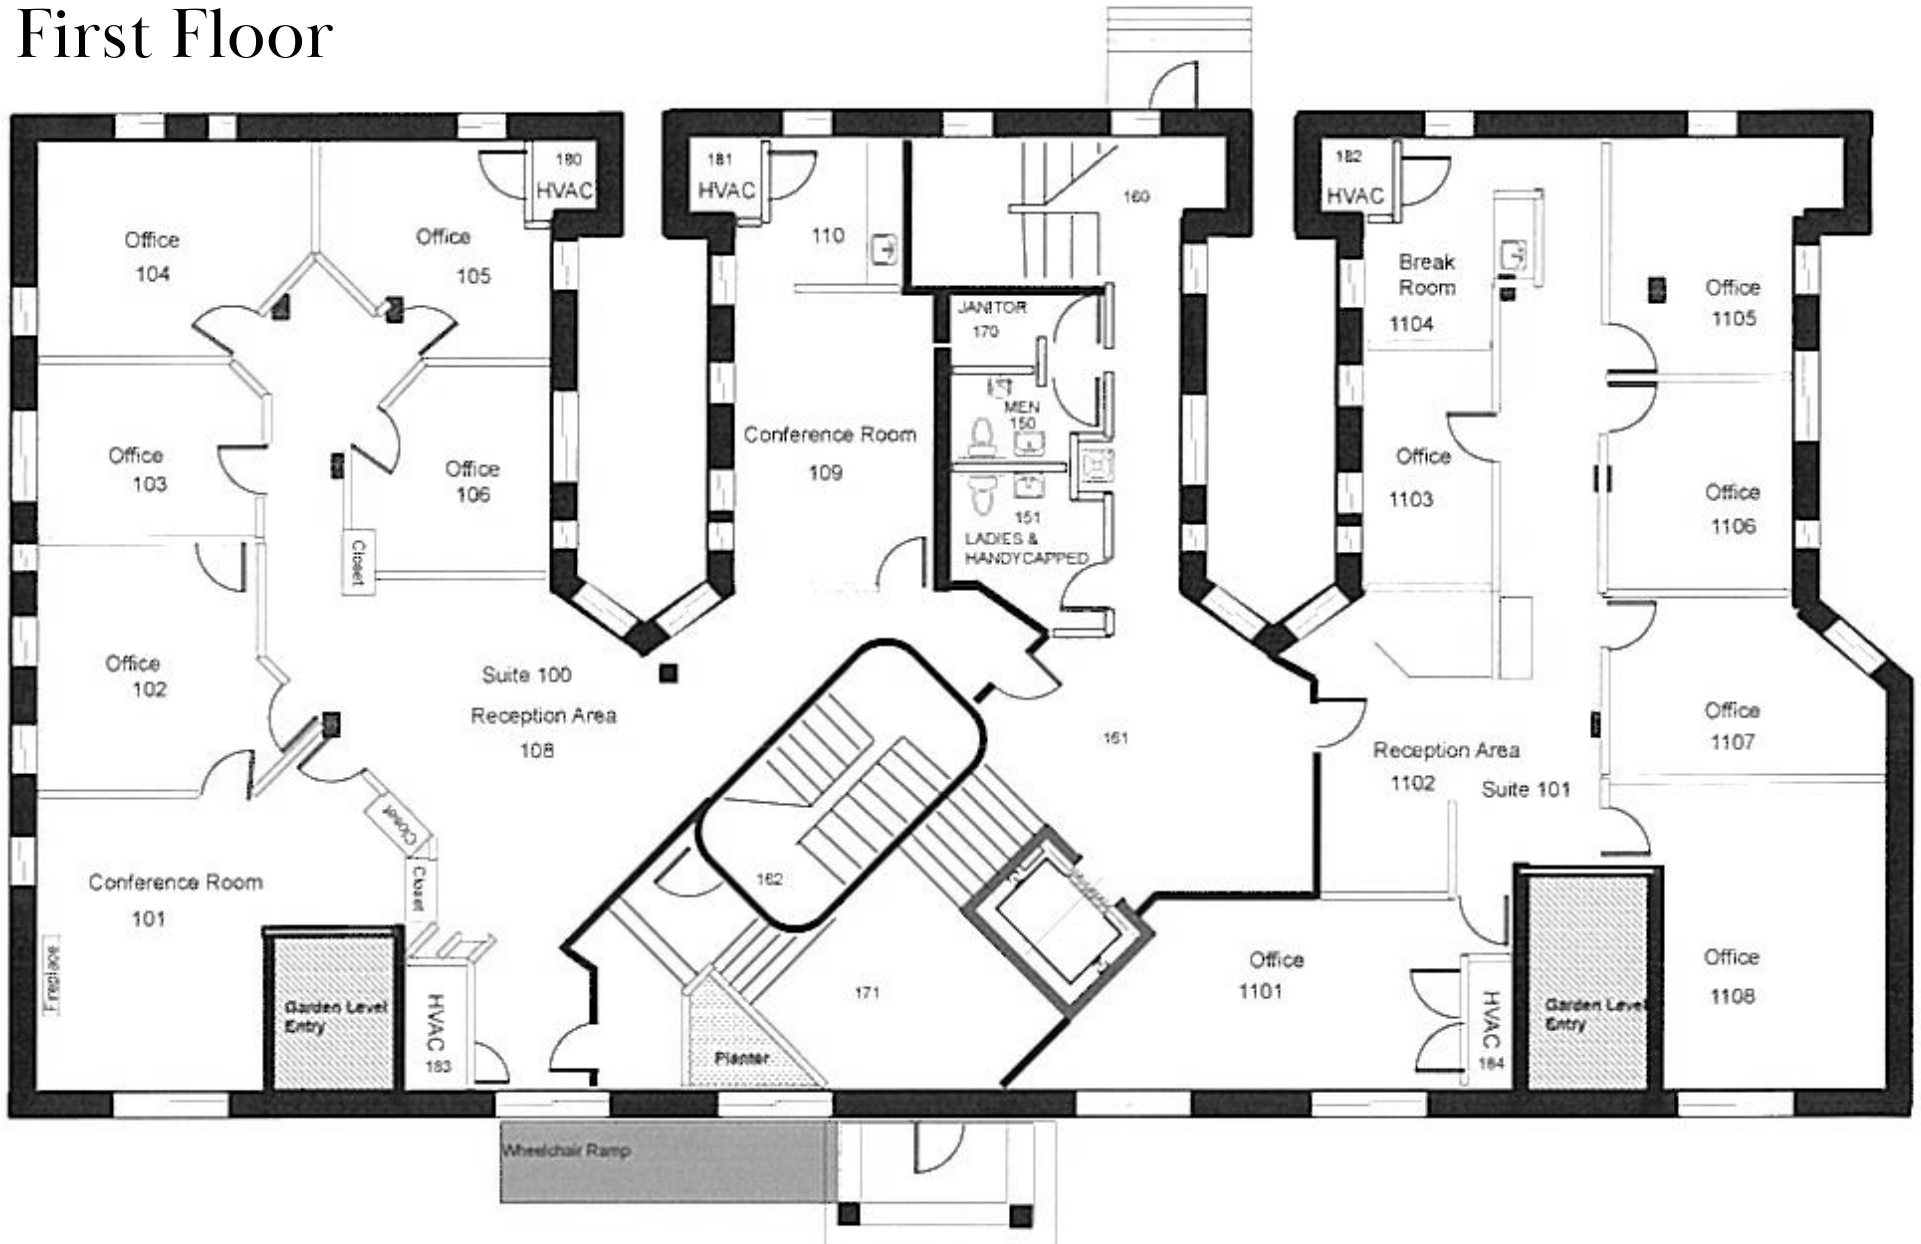 First Floor
180
HVAC
181
HVAC
182
HVAC
160
110
Office
104
Office
105
Break
Room
1104
Office
1105
JANITOR
170
MEN
150
Conference Room
109
Office
103
Office
106
Office
1103
Office
1106
151
LADIES &
HANDYCAPPED
Closet
Office
102
Suite 100
Reception Area
108
161
Reception Area
1102
Suite 101
Office
1107
Closet
Closet
162
Conference Room
101
Fireplace
Garden Level
Entry
HVAC
183
171
Planter
Office
1101
HVAC
184
Garden Level
Entry
Office
1108
Wheelchair Ramp